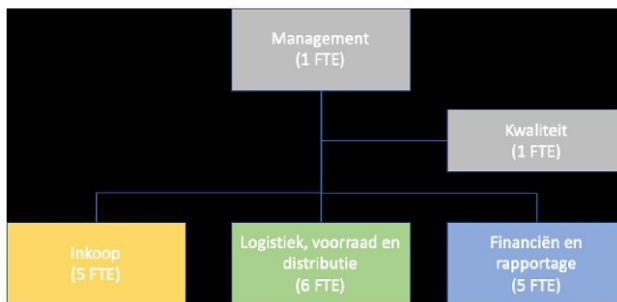 Management
(1 FTE)
Kwaliteit
(1 FTE)
Inkoop
(5 FTE)
Logistiek, voorraad en
distributie
(6 FTE)
Financiën en
rapportage
(5 FTE)